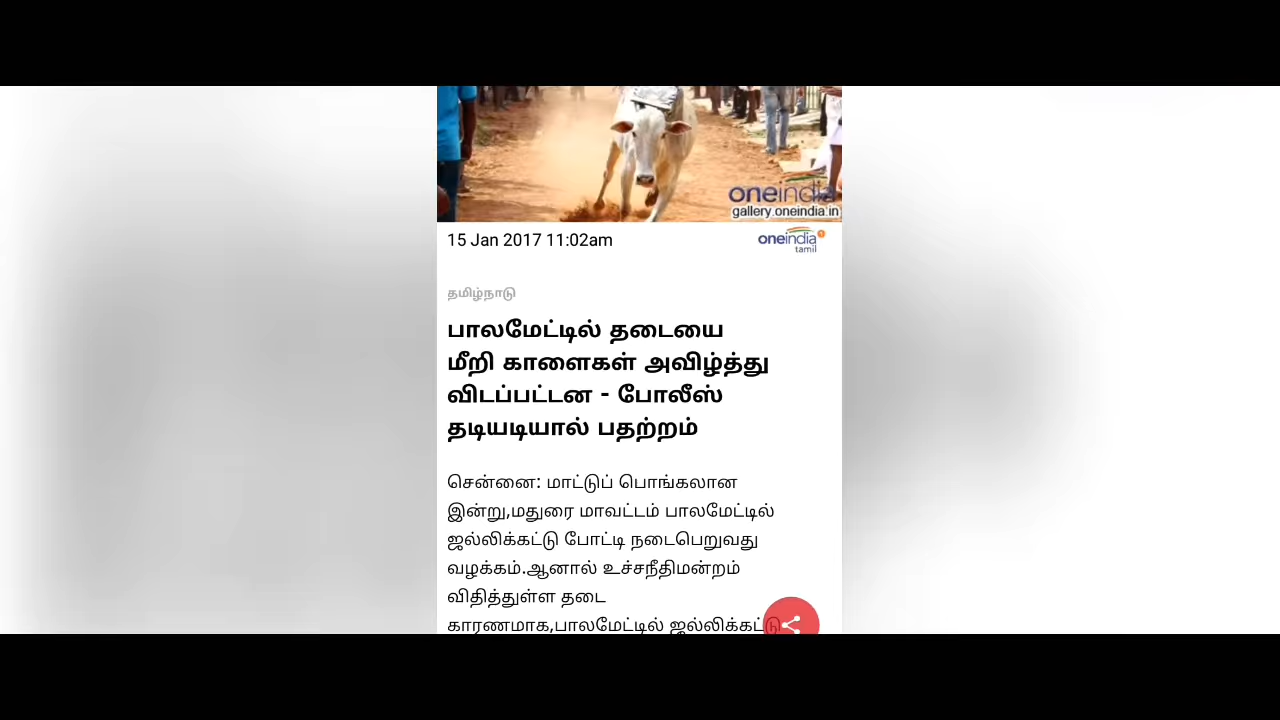 oneindia
gallery.oneindia.in
15 Jan 2017 11:02am
oneindia
tamil
தமிழ்நாடு
பாலமேட்டில் தடையை
மீறி காளைகள் அவிழ்த்து
விடப்பட்டன - போலீஸ்
தடியடியால் பதற்றம்
சென்னை: மாட்டுப் பொங்கலான
இன்று,மதுரை மாவட்டம் பாலமேட்டில்
ஜல்லிக்கட்டு போட்டி நடைபெறுவது
வழக்கம்.ஆனால் உச்சநீதிமன்றம்
விதித்துள்ள தடை
காரணமாக,பாலமேட்டில் ஜல்லிக்கட்டு